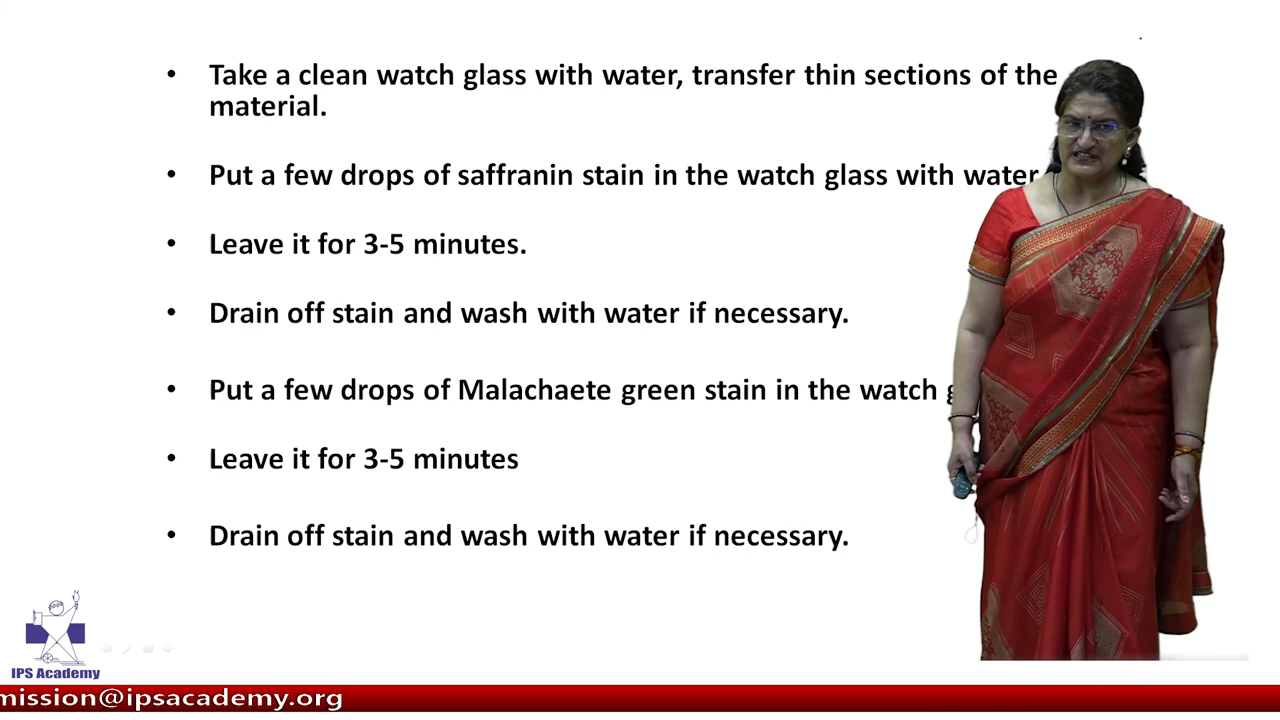 • Take a clean watch glass with water, transfer thin sections of the
material.
• Put a few drops of saffranin stain in the watch glass with water
• Leave it for 3-5 minutes.
• Drain off stain and wash with water if necessary.
• Put a few drops of Malachaete green stain in the watch
• Leave it for 3-5 minutes
• Drain off stain and wash with water if necessary.
IPS Academy
mission@ipsacademy.org